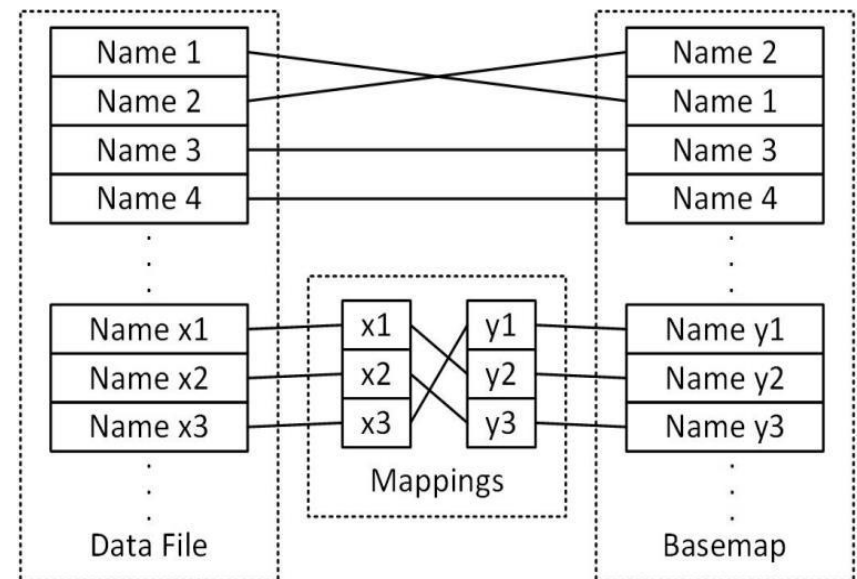 Name 1
Name 2
Name 3
Name 4
Name x1
Name x2
Name x3
Data File
x1
x2
x3
y1
y2
y3
Mappings
Name 2
Name 1
Name 3
Name 4
Name y1
Name y2
Name y3
Basemap